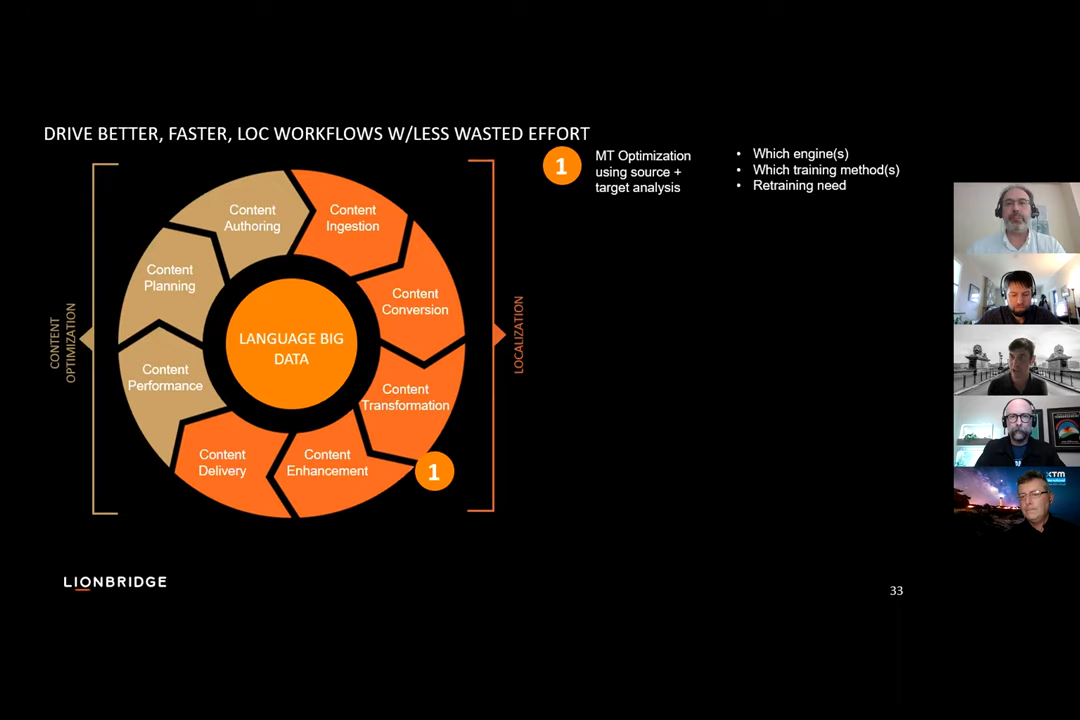 DRIVE BETTER, FASTER, LOC WORKFLOWS W/LESS WASTED EFFORT
1
MT Optimization
using source +
target analysis
• Which engine(s)
• Which training method(s)
• Retraining need
Content
Authoring
Content
Ingestion
Content
Planning
Content
Conversion
CONTENT
OPTIMIZATION
LANGUAGE BIG
DATA
LOCALIZATION
Content
Performance
Content
Transformation
Content
Delivery
Content
Enhancement
1
LIONBRIDGE
33
XTM